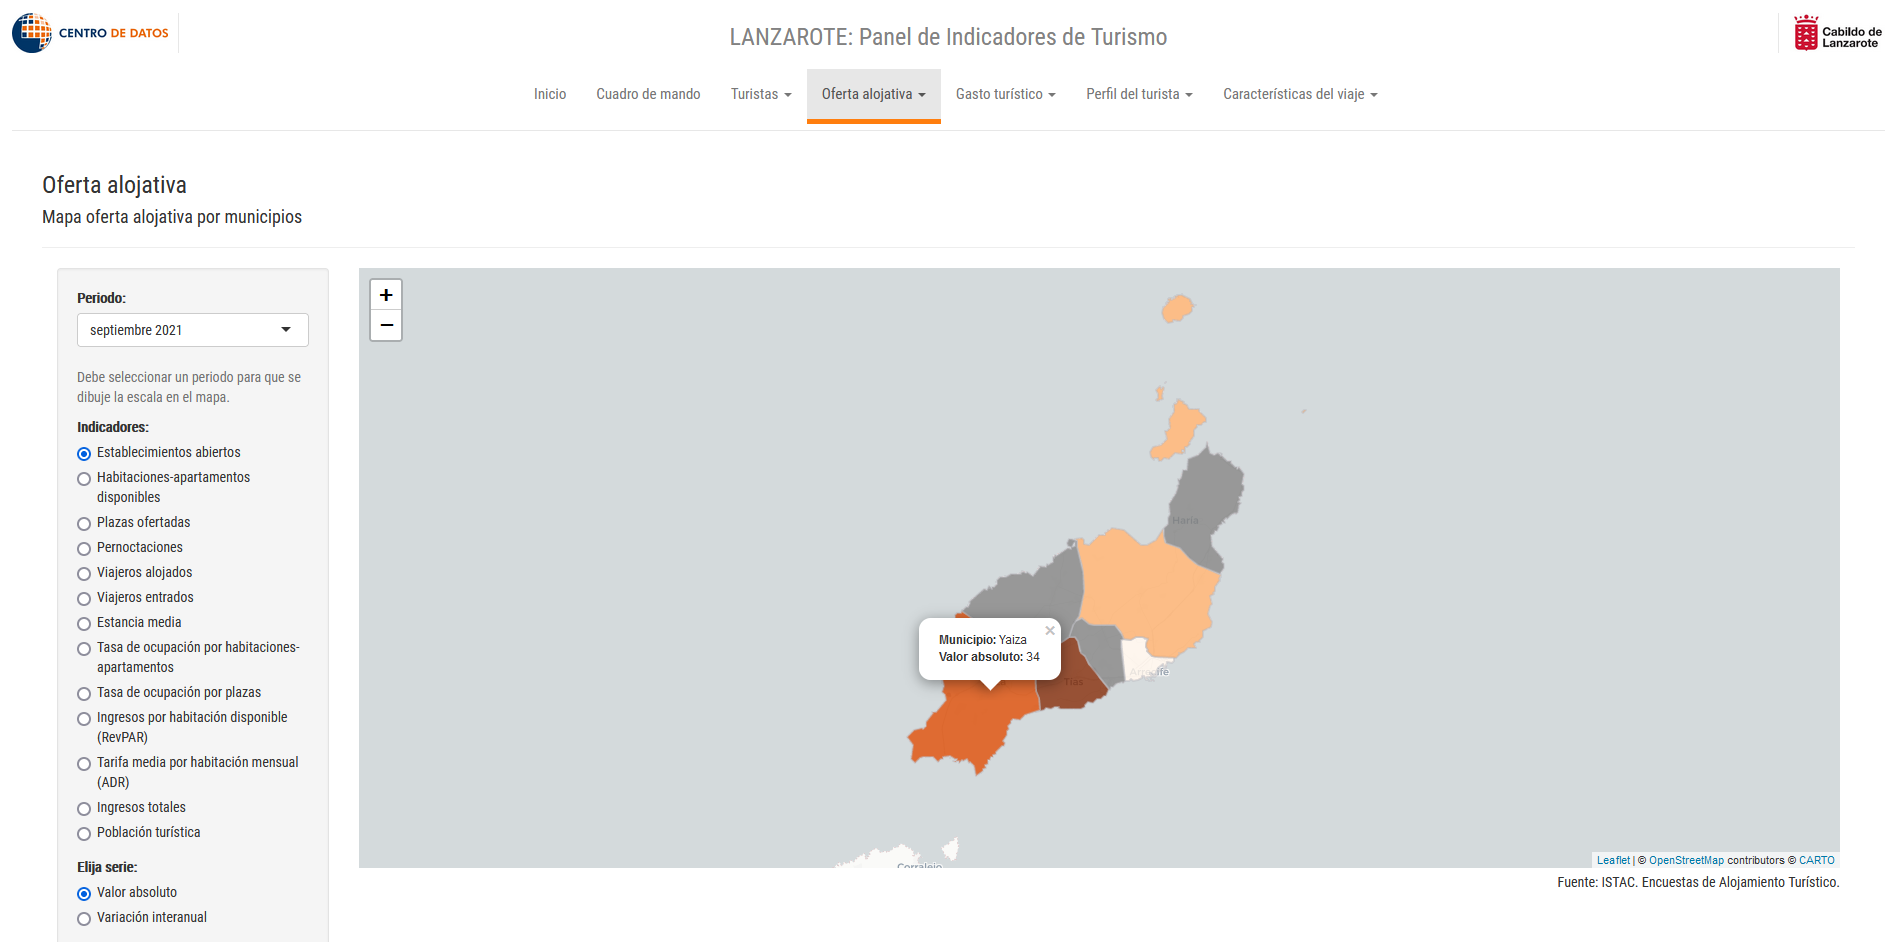 CENTRO DE DATOS
LANZAROTE: Panel de Indicadores de Turismo
Cabildo de
Lanzarote
Inicio Cuadro de mando Turistas Oferta alojativa Gasto turístico Perfil del turista Características del viaje
Oferta alojativa
Mapa oferta alojativa por municipios
Periodo:
septiembre 2021
Debe seleccionar un periodo para que se
dibuje la escala en el mapa.
Indicadores:
Establecimientos abiertos
Habitaciones-apartamentos
disponibles
Plazas ofertadas
Pernoctaciones
Viajeros alojados
Viajeros entrados
Estancia media
Tasa de ocupación por habitaciones-
apartamentos
Tasa de ocupación por plazas
Ingresos por habitación disponible
(RevPAR)
Tarifa media por habitación mensual
(ADR)
Ingresos totales
Población turística
Elija serie:
Valor absoluto
Variación interanual
+
−
Haría
Municipio: Yaiza
Valor absoluto: 34
×
Tías
Arrecife
Corralejo
Leaflet | © OpenStreetMap contributors © CARTO
Fuente: ISTAC. Encuestas de Alojamiento Turístico.